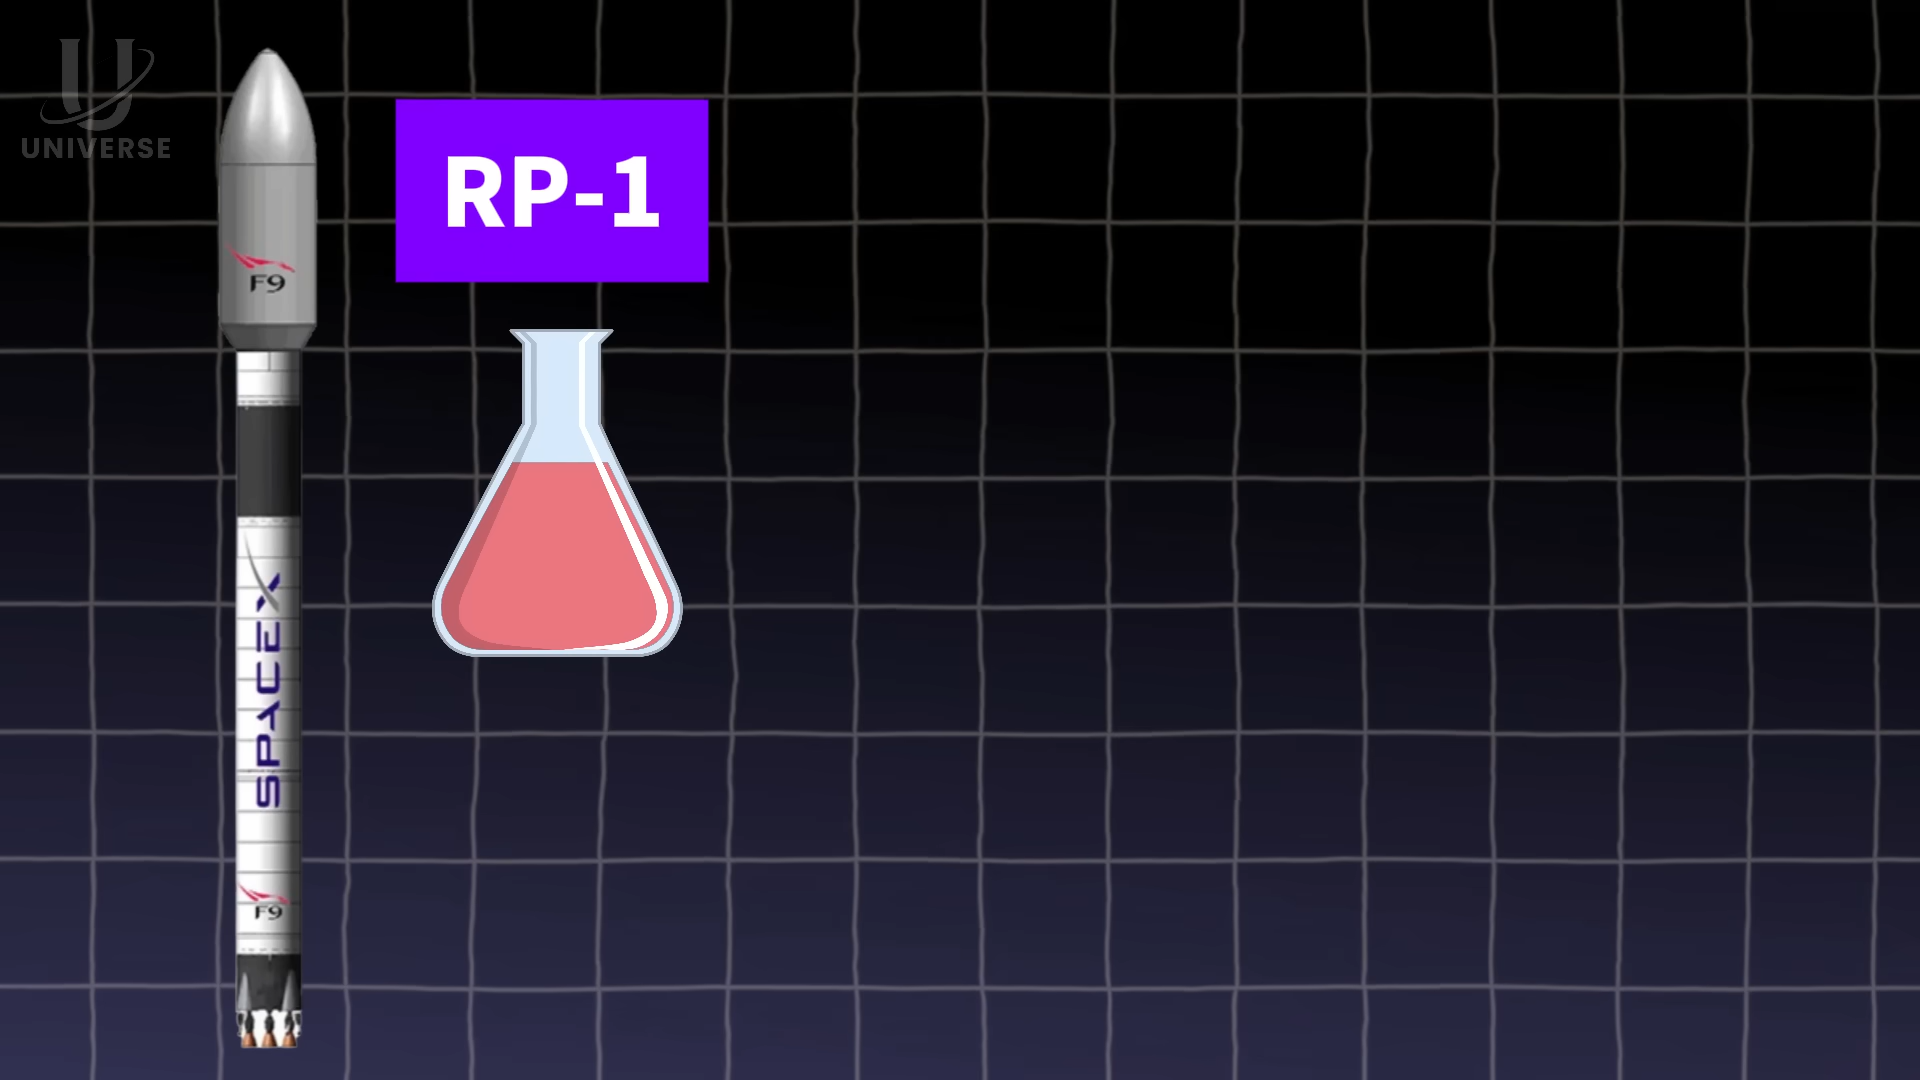 U
UNIVERSE
RP-1
F9
SPACEX
F9